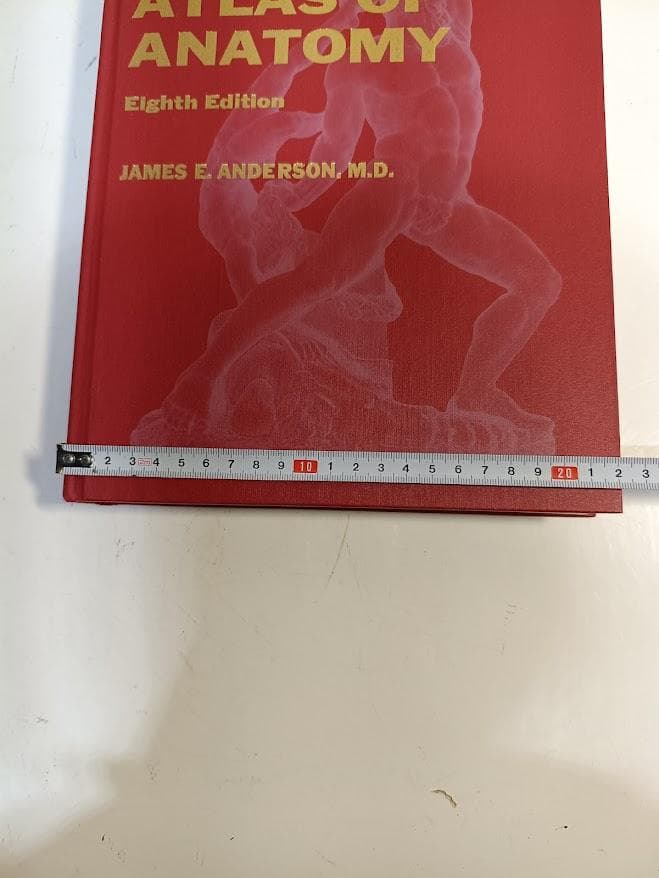 ATLAS OF
ANATOMY
Eighth Edition
JAMES E. ANDERSON, M.D.
2 3 4 5 6 7 8 9 10 1 2 3 4 5 6 7 8 9 20 1 2 3